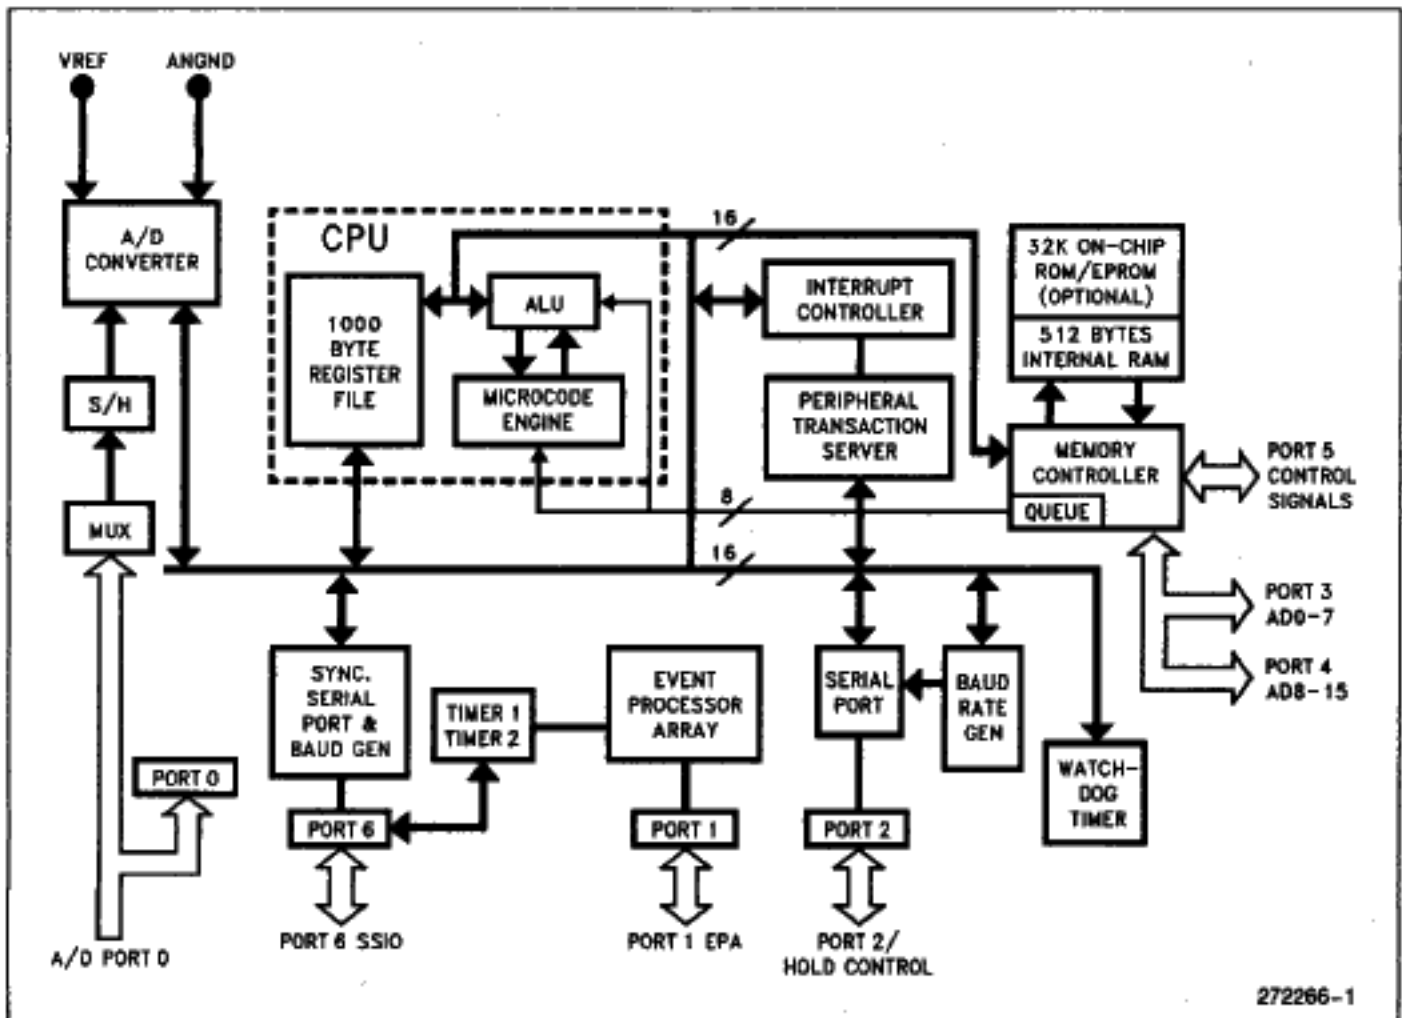 VREF
ANGND
A/D
CONVERTER
S/H
MUX
PORT 0
A/D PORT 0
CPU
1000
BYTE
REGISTER
FILE
ALU
MICROCODE
ENGINE
16
INTERRUPT
CONTROLLER
PERIPHERAL
TRANSACTION
SERVER
8
16
32K ON-CHIP
ROM/EPROM
(OPTIONAL)
512 BYTES
INTERNAL RAM
MEMORY
CONTROLLER
QUEUE
PORT 5
CONTROL
SIGNALS
PORT 3
AD0-7
PORT 4
AD8-15
SYNC.
SERIAL
PORT &
BAUD GEN
TIMER 1
TIMER 2
EVENT
PROCESSOR
ARRAY
SERIAL
PORT
BAUD
RATE
GEN
WATCH-
DOG
TIMER
PORT 6
PORT 1
PORT 2
PORT 6 SSIO
PORT 1 EPA
PORT 2/
HOLD CONTROL
272266-1